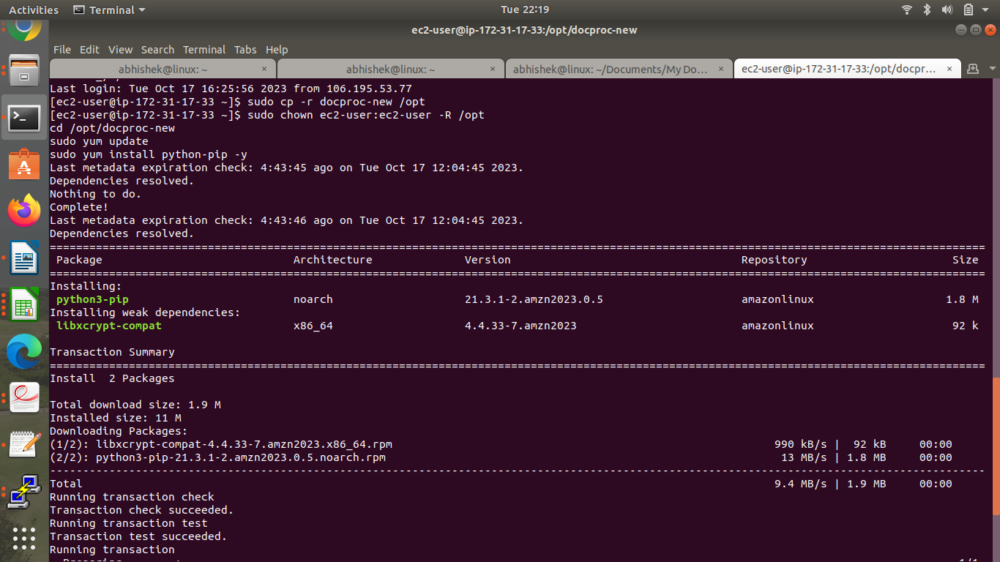 Activities Terminal Tue 22:19
ec2-user@ip-172-31-17-33:/opt/docproc-new
File Edit View Search Terminal Tabs Help
abhishek@linux: ~ × abhishek@linux: ~ × abhishek@linux: ~/Documents/My Do... × ec2-user@ip-172-31-17-33:/opt/docpr... ×
Last login: Tue Oct 17 16:25:56 2023 from 106.195.53.77
[ec2-user@ip-172-31-17-33 ~]$ sudo cp -r docproc-new /opt
[ec2-user@ip-172-31-17-33 ~]$ sudo chown ec2-user:ec2-user -R /opt
cd /opt/docproc-new
sudo yum update
sudo yum install python-pip -y
Last metadata expiration check: 4:43:45 ago on Tue Oct 17 12:04:45 2023.
Dependencies resolved.
Nothing to do.
Complete!
Last metadata expiration check: 4:43:46 ago on Tue Oct 17 12:04:45 2023.
Dependencies resolved.
Package Architecture Version Repository Size
Installing:
python3-pip noarch 21.3.1-2.amzn2023.0.5 amazonlinux 1.8 M
Installing weak dependencies:
libxcrypt-compat x86_64 4.4.33-7.amzn2023 amazonlinux 92 k
Transaction Summary
Install 2 Packages
Total download size: 1.9 M
Installed size: 11 M
Downloading Packages:
(1/2): libxcrypt-compat-4.4.33-7.amzn2023.x86_64.rpm 990 kB/s | 92 kB 00:00
(2/2): python3-pip-21.3.1-2.amzn2023.0.5.noarch.rpm 13 MB/s | 1.8 MB 00:00
Total 9.4 MB/s | 1.9 MB 00:00
Running transaction check
Transaction check succeeded.
Running transaction test
Transaction test succeeded.
Running transaction